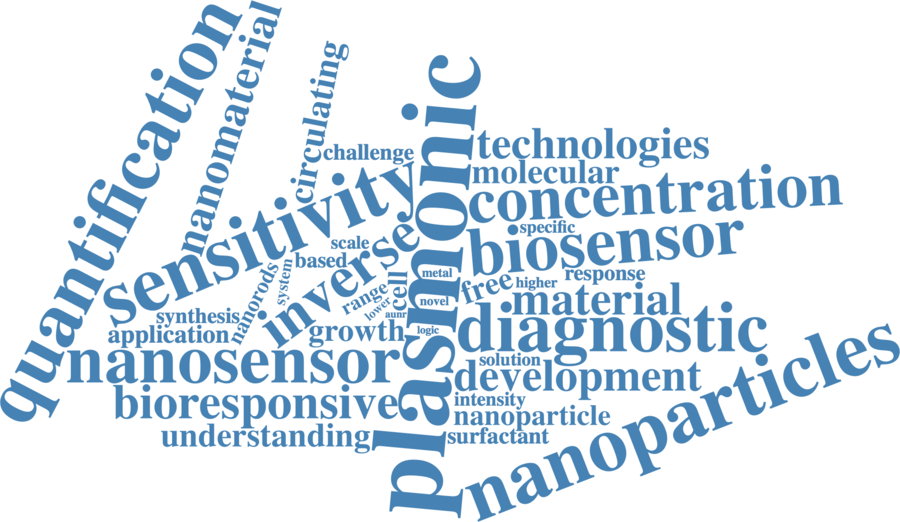 quantification
nanomaterial
circulating
challenge
sensitivity
plasmonic
technologies
molecular
concentration
specific
biosensor
scale
based
inverse
system
nanorods
synthesis
application
range
lower
cell
aunr
metal
novel
logic
free
higher
response
material
growth
diagnostic
nanosensor
solution
development
bioresponsive
intensity
nanoparticle
understanding
surfactant
nanoparticles